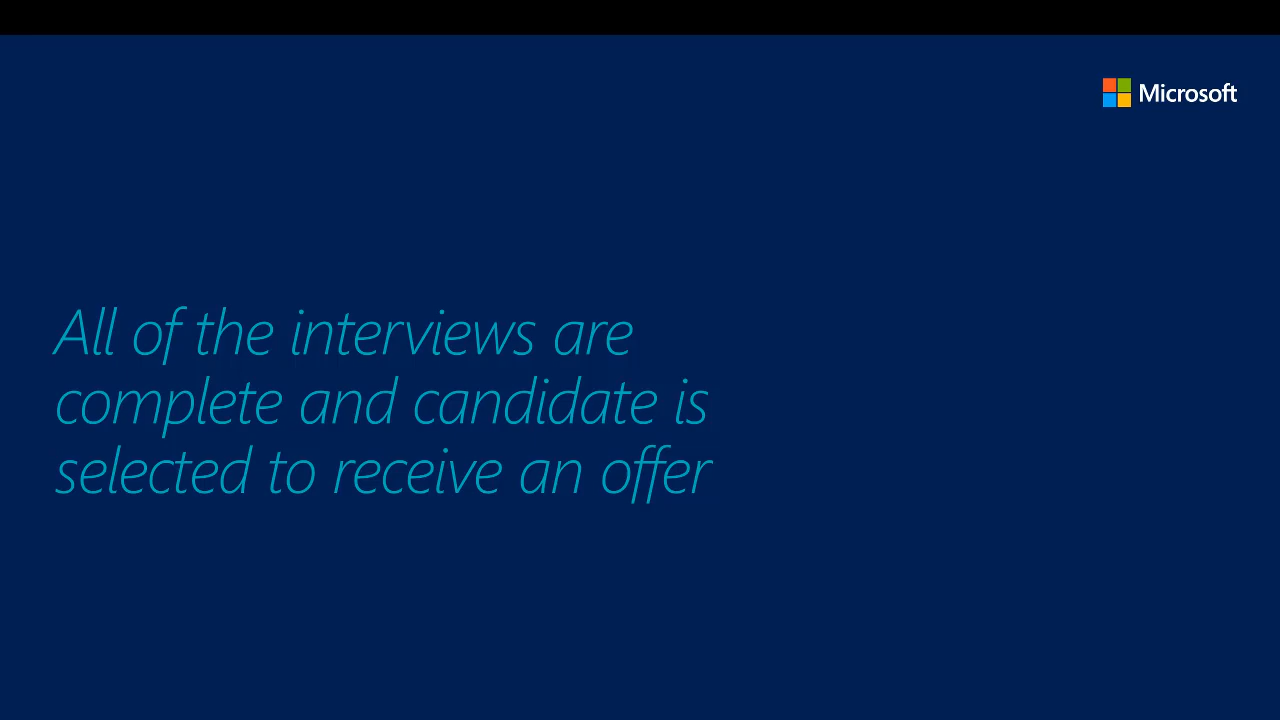 Microsoft
All of the interviews are
complete and candidate is
selected to receive an offer